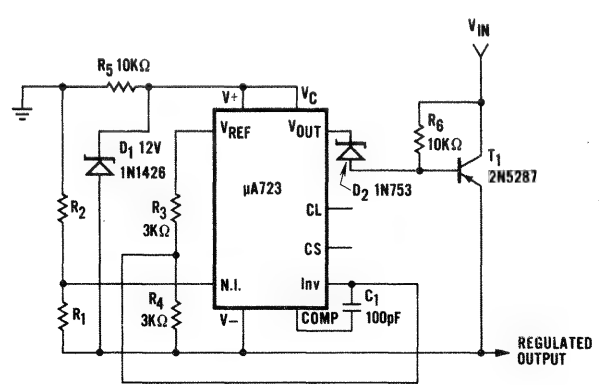 V_IN
R5 10KΩ
V+
V_C
V_REF
V_OUT
R6
10KΩ
T1
2N5287
D1 12V
1N1426
D2 1N753
μA723
R2
R3
3KΩ
CL
CS
N.I.
Inv
R1
R4
3KΩ
C1
100pF
V−
COMP
REGULATED
OUTPUT